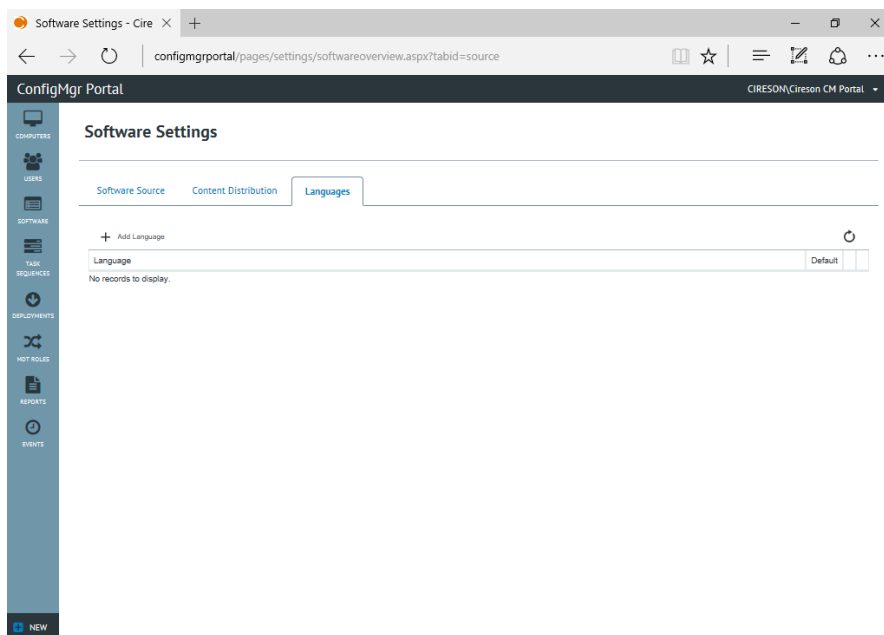 Software Settings - Cire
configmgrportal/pages/settings/softwareoverview.aspx?tabid=source
ConfigMgr Portal
CIRESON\Cireson CM Portal
COMPUTERS
USERS
SOFTWARE
TASK
SEQUENCES
DEPLOYMENTS
MDT ROLES
REPORTS
EVENTS
NEW
Software Settings
Software Source Content Distribution Languages
Add Language
Language Default
No records to display.